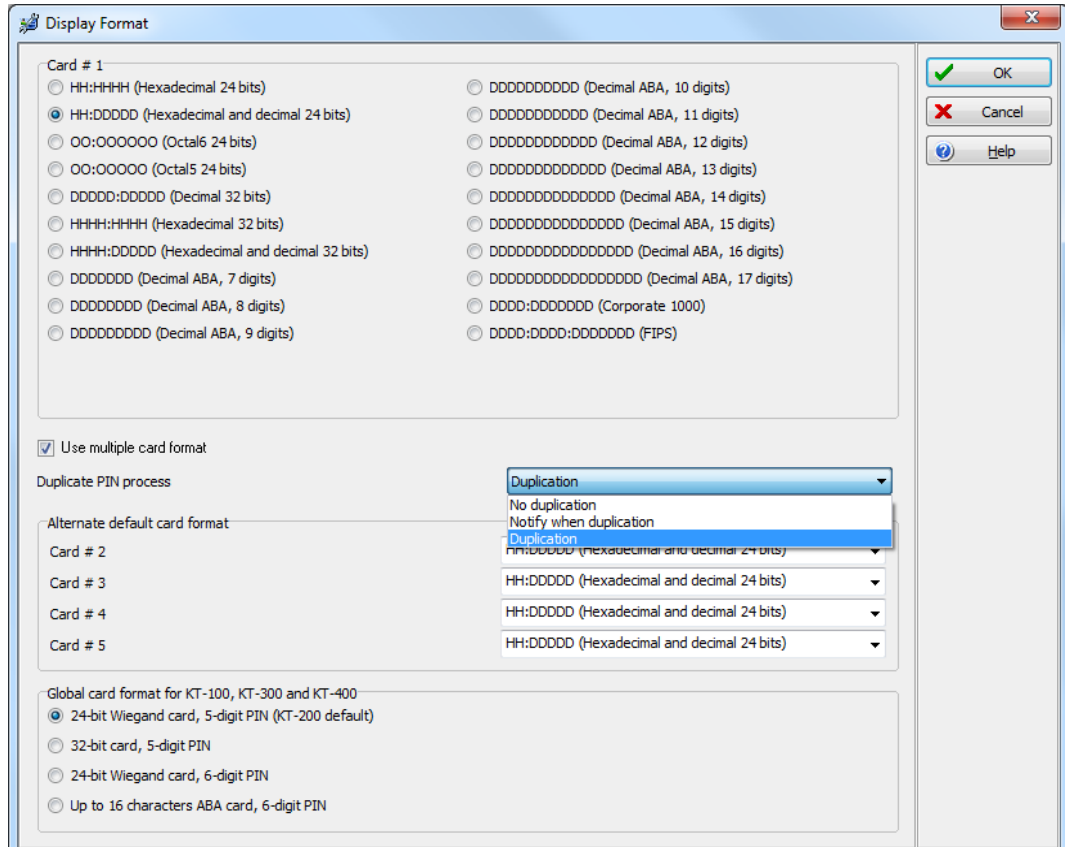 Display Format
Card # 1
HH:HHHH (Hexadecimal 24 bits)
HH:DDDDD (Hexadecimal and decimal 24 bits)
OO:OOOOOO (Octal6 24 bits)
OO:OOOOO (Octal5 24 bits)
DDDDD:DDDDD (Decimal 32 bits)
HHHH:HHHH (Hexadecimal 32 bits)
HHHH:DDDDD (Hexadecimal and decimal 32 bits)
DDDDDDD (Decimal ABA, 7 digits)
DDDDDDDD (Decimal ABA, 8 digits)
DDDDDDDDD (Decimal ABA, 9 digits)
DDDDDDDDDD (Decimal ABA, 10 digits)
DDDDDDDDDDD (Decimal ABA, 11 digits)
DDDDDDDDDDDD (Decimal ABA, 12 digits)
DDDDDDDDDDDDD (Decimal ABA, 13 digits)
DDDDDDDDDDDDDD (Decimal ABA, 14 digits)
DDDDDDDDDDDDDDD (Decimal ABA, 15 digits)
DDDDDDDDDDDDDDDD (Decimal ABA, 16 digits)
DDDDDDDDDDDDDDDDD (Decimal ABA, 17 digits)
DDDD:DDDDDDD (Corporate 1000)
DDDD:DDDD:DDDDDDD (FIPS)
OK
Cancel
Help
Use multiple card format
Duplicate PIN process
Duplication
No duplication
Notify when duplication
Duplication
Alternate default card format
Card # 2
HH:DDDDD (Hexadecimal and decimal 24 bits)
Card # 3
HH:DDDDD (Hexadecimal and decimal 24 bits)
Card # 4
HH:DDDDD (Hexadecimal and decimal 24 bits)
Card # 5
HH:DDDDD (Hexadecimal and decimal 24 bits)
Global card format for KT-100, KT-300 and KT-400
24-bit Wiegand card, 5-digit PIN (KT-200 default)
32-bit card, 5-digit PIN
24-bit Wiegand card, 6-digit PIN
Up to 16 characters ABA card, 6-digit PIN